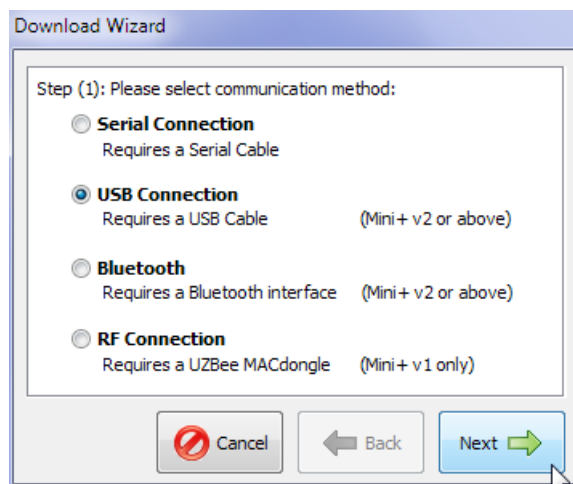 Download Wizard
Step (1): Please select communication method:
Serial Connection
Requires a Serial Cable
USB Connection
Requires a USB Cable (Mini+ v2 or above)
Bluetooth
Requires a Bluetooth interface (Mini+ v2 or above)
RF Connection
Requires a UZBee MACdongle (Mini+ v1 only)
Cancel Back Next